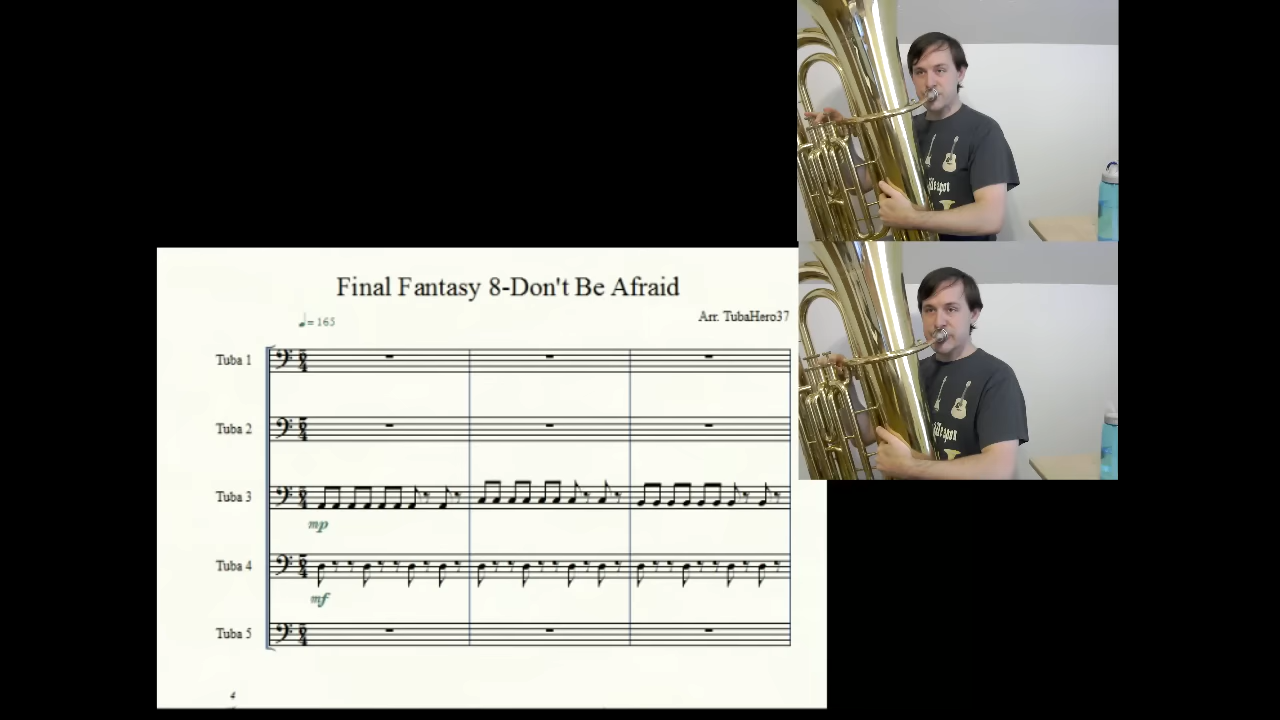 Final Fantasy 8-Don't Be Afraid
♩= 165
Arr. TubaHero37
Tuba 1
Tuba 2
Tuba 3
mp
Tuba 4
mf
Tuba 5
4